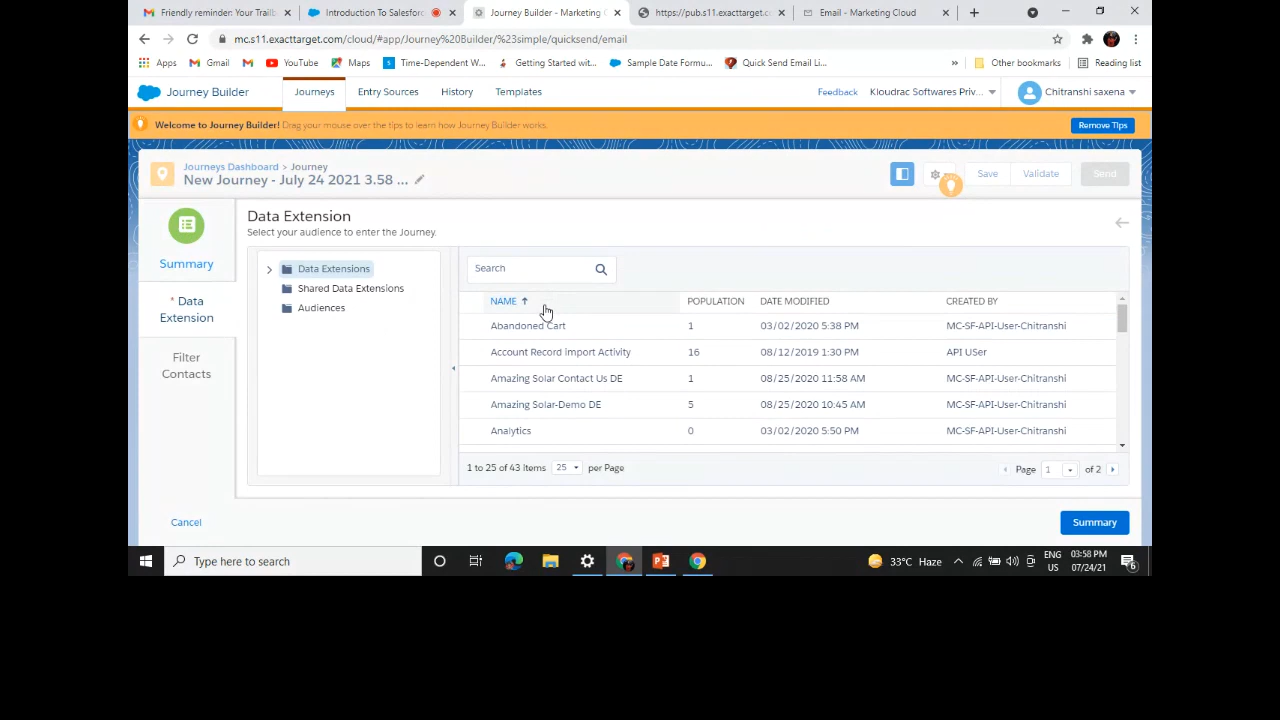 Friendly reminder: Your Trailb
Introduction To Salesforc
Journey Builder - Marketing C
https://pub.s11.exacttarget.com/
Email - Marketing Cloud
mc.s11.exacttarget.com/cloud/#app/Journey%20Builder/%23simple/quicksend/email
Apps
Gmail
YouTube
Maps
Time-Dependent W...
Getting Started wit...
Sample Date Formu...
Quick Send Email Li...
»
Other bookmarks
Reading list
Journey Builder
Journeys
Entry Sources
History
Templates
Feedback
Kloudrac Softwares Priv...
Chitranshi saxena
Welcome to Journey Builder! Drag your mouse over the tips to learn how Journey Builder works.
Remove Tips
Journeys Dashboard > Journey
New Journey - July 24 2021 3.58 ...
Save
Validate
Send
Summary
* Data
Extension
Filter
Contacts
Data Extension
Select your audience to enter the Journey.
Data Extensions
Shared Data Extensions
Audiences
Search
NAME POPULATION DATE MODIFIED CREATED BY
Abandoned Cart 1 03/02/2020 5:38 PM MC-SF-API-User-Chitranshi
Account Record Import Activity 16 08/12/2019 1:30 PM API USer
Amazing Solar Contact Us DE 1 08/25/2020 11:58 AM MC-SF-API-User-Chitranshi
Amazing Solar-Demo DE 5 08/25/2020 10:45 AM MC-SF-API-User-Chitranshi
Analytics 0 03/02/2020 5:50 PM MC-SF-API-User-Chitranshi
1 to 25 of 43 items 25 per Page
Page 1 of 2
Cancel
Summary
Type here to search
33°C Haze
ENG
US
03:58 PM
07/24/21
6